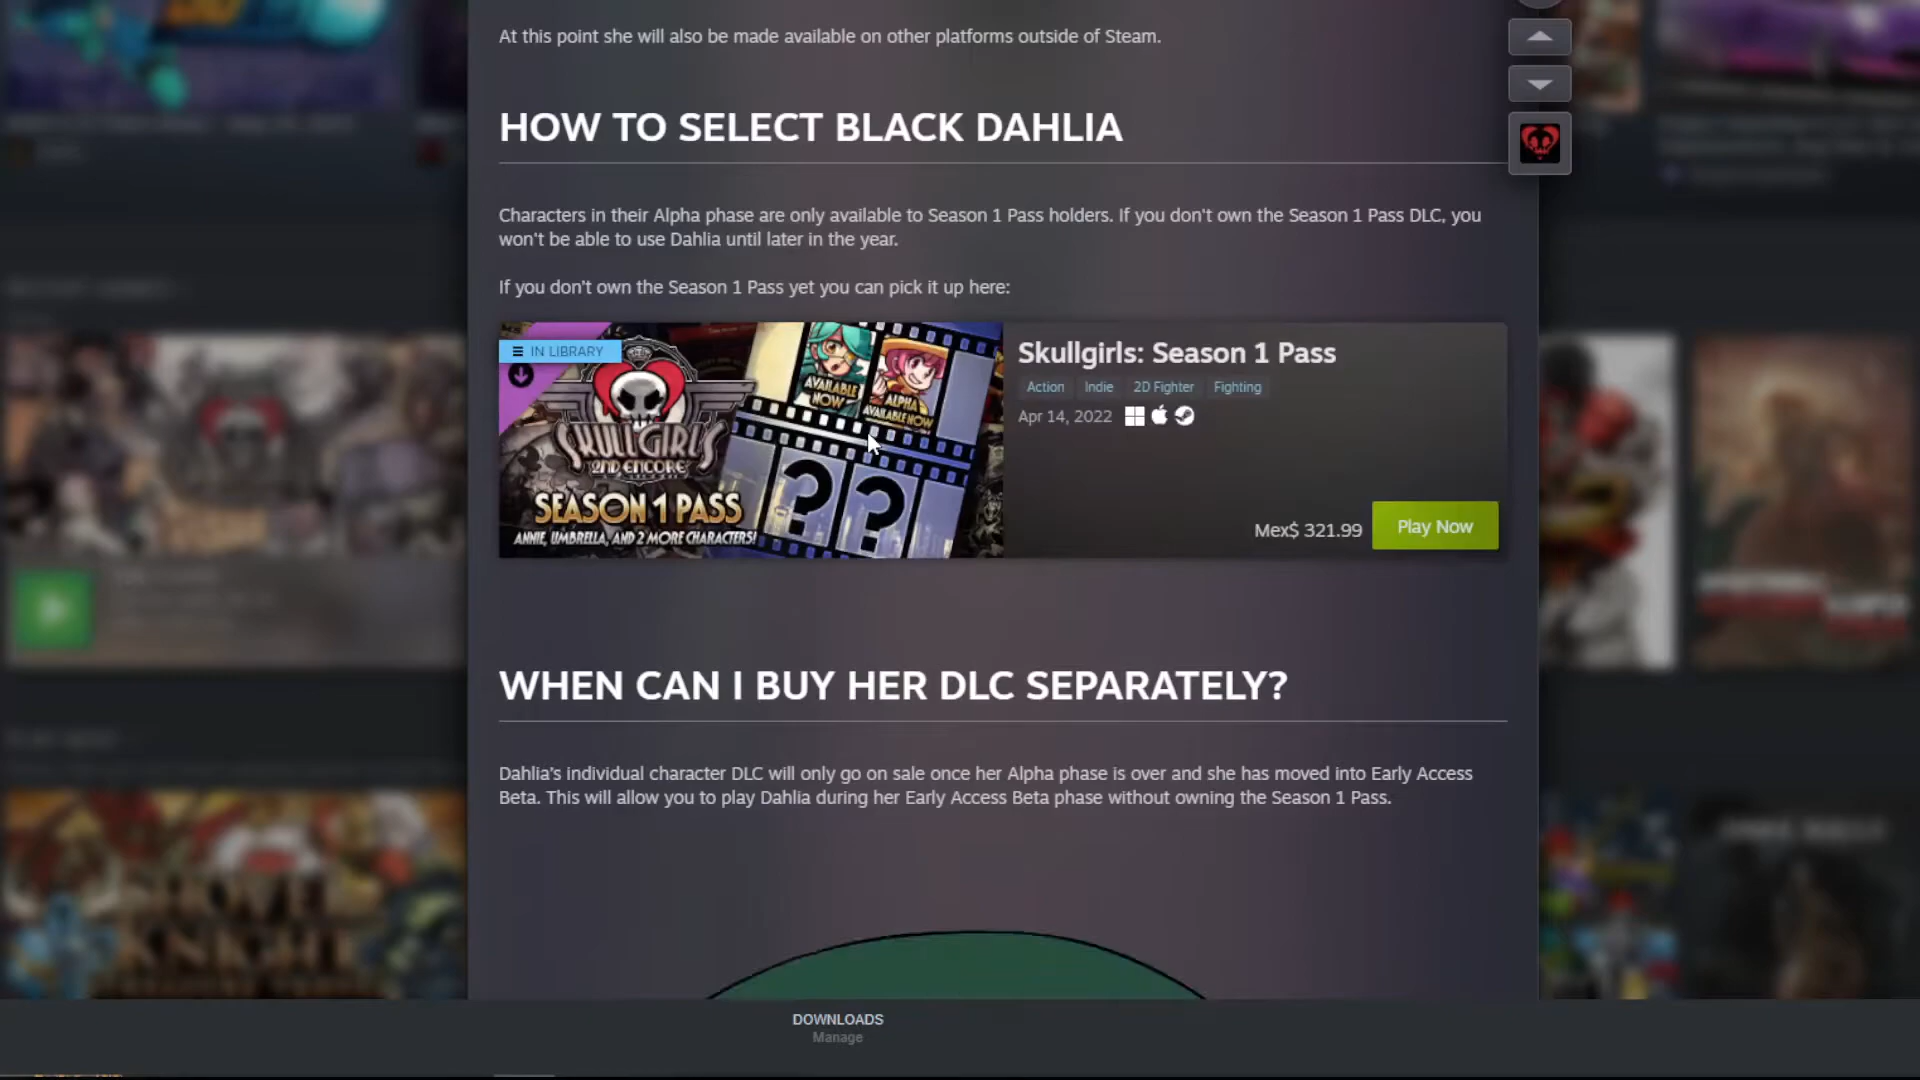 At this point she will also be made available on other platforms outside of Steam.
HOW TO SELECT BLACK DAHLIA
Characters in their Alpha phase are only available to Season 1 Pass holders. If you don't own the Season 1 Pass DLC, you
won't be able to use Dahlia until later in the year.
If you don't own the Season 1 Pass yet you can pick it up here:
IN LIBRARY
AVAILABLE
NOW
ALPHA
AVAILABLE NOW
SKULLGIRLS
2ND ENCORE
SEASON 1 PASS
ANNIE, UMBRELLA, AND 2 MORE CHARACTERS!
? ?
Skullgirls: Season 1 Pass
Action Indie 2D Fighter Fighting
Apr 14, 2022
Mex$ 321.99 Play Now
WHEN CAN I BUY HER DLC SEPARATELY?
Dahlia's individual character DLC will only go on sale once her Alpha phase is over and she has moved into Early Access
Beta. This will allow you to play Dahlia during her Early Access Beta phase without owning the Season 1 Pass.
SHOVEL
KNIGHT
DOWNLOADS
Manage